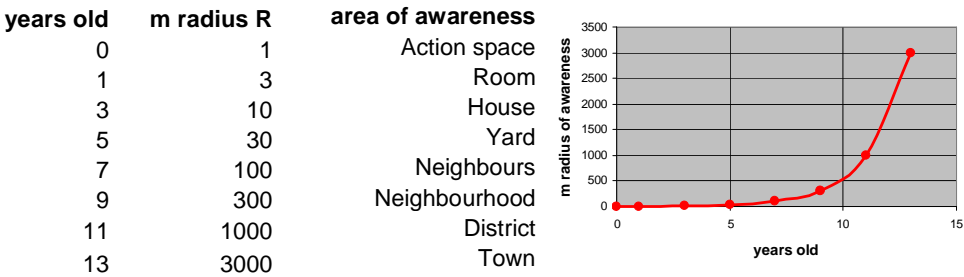 years old m radius R area of awareness
0 1 Action space
1 3 Room
3 10 House
5 30 Yard
7 100 Neighbours
9 300 Neighbourhood
11 1000 District
13 3000 Town
m radius of awareness
3500
3000
2500
2000
1500
1000
500
0
0 5 10 15
years old